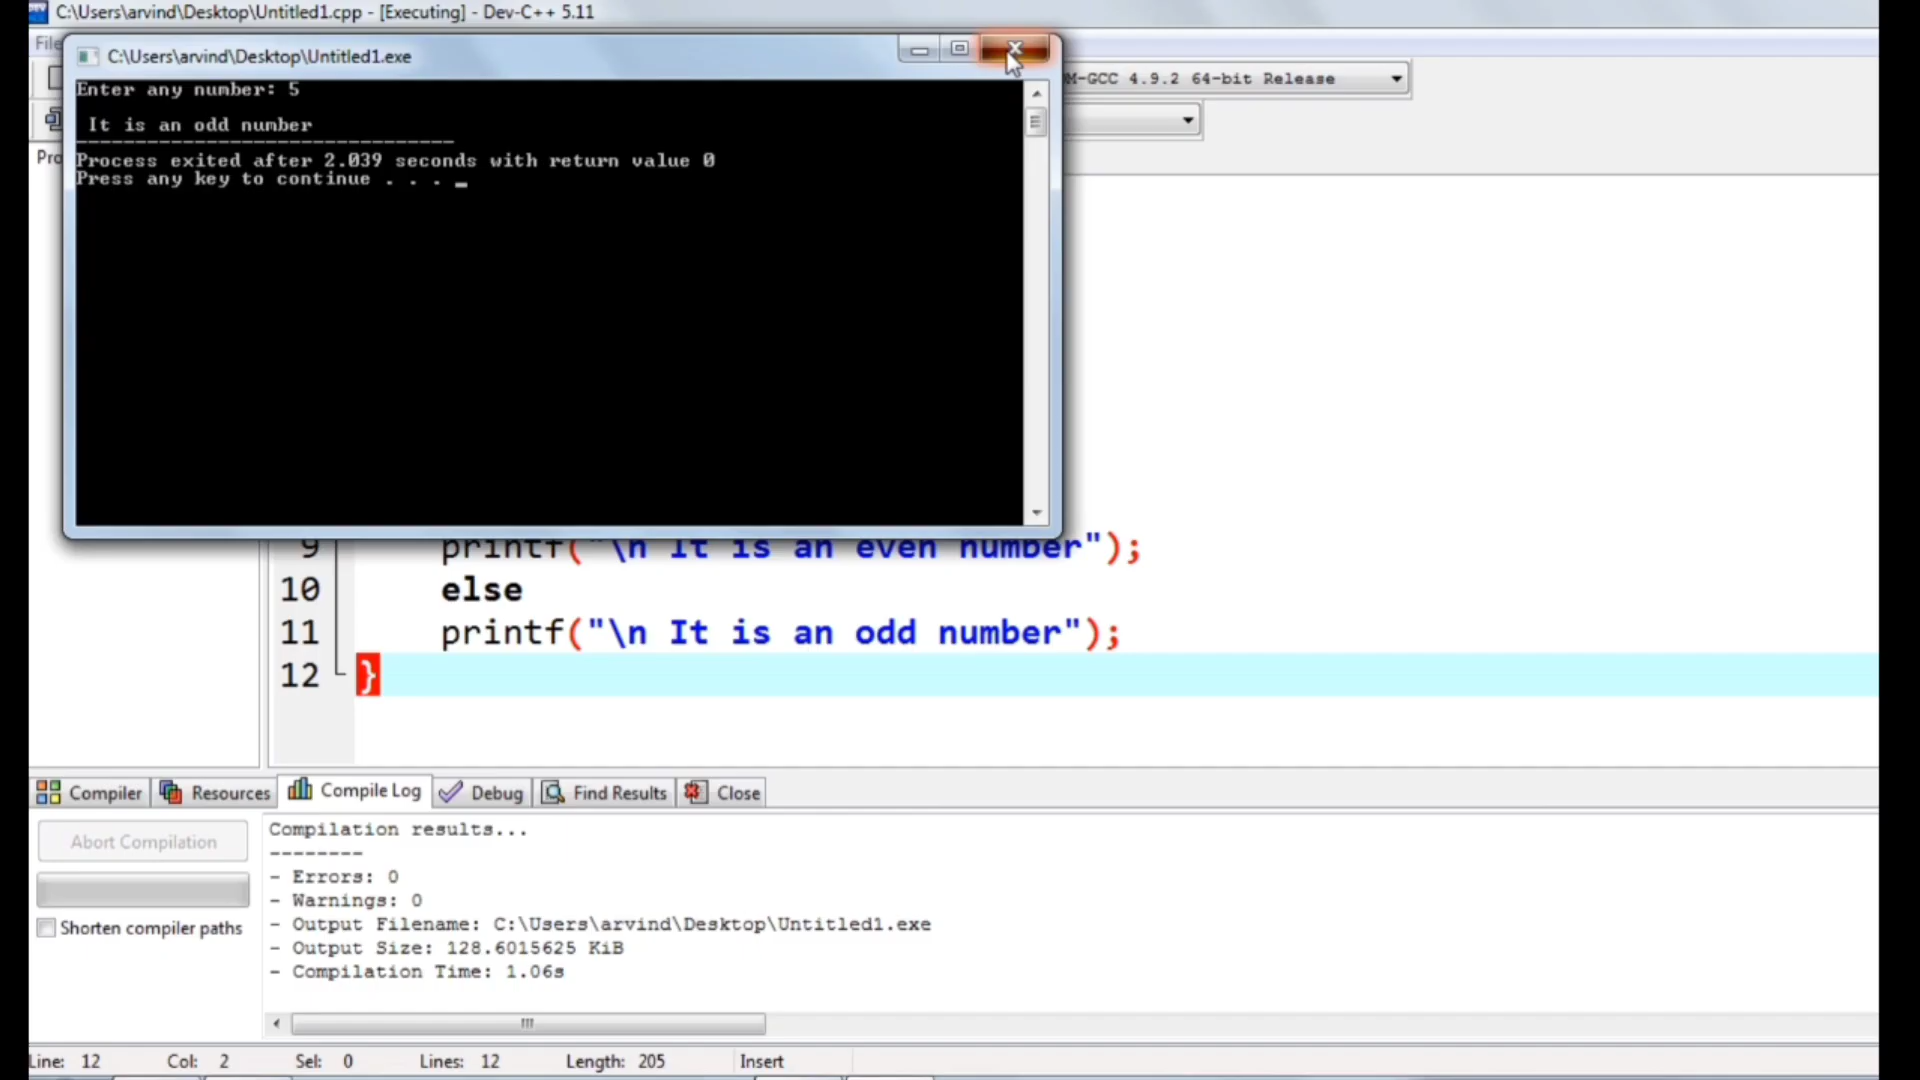 C:\Users\arvind\Desktop\Untitled1.cpp - [Executing] - Dev-C++ 5.11
File
C:\Users\arvind\Desktop\Untitled1.exe
Enter any number: 5
It is an odd number
--------------------------------
Process exited after 2.039 seconds with return value 0
Press any key to continue . . . _
M-GCC 4.9.2 64-bit Release
Pro
9 printf("\n It is an even number");
10 else
11 printf("\n It is an odd number");
12 }
Compiler Resources Compile Log Debug Find Results Close
Abort Compilation
Shorten compiler paths
Compilation results...
--------
- Errors: 0
- Warnings: 0
- Output Filename: C:\Users\arvind\Desktop\Untitled1.exe
- Output Size: 128.6015625 KiB
- Compilation Time: 1.06s
Line: 12 Col: 2 Sel: 0 Lines: 12 Length: 205 Insert